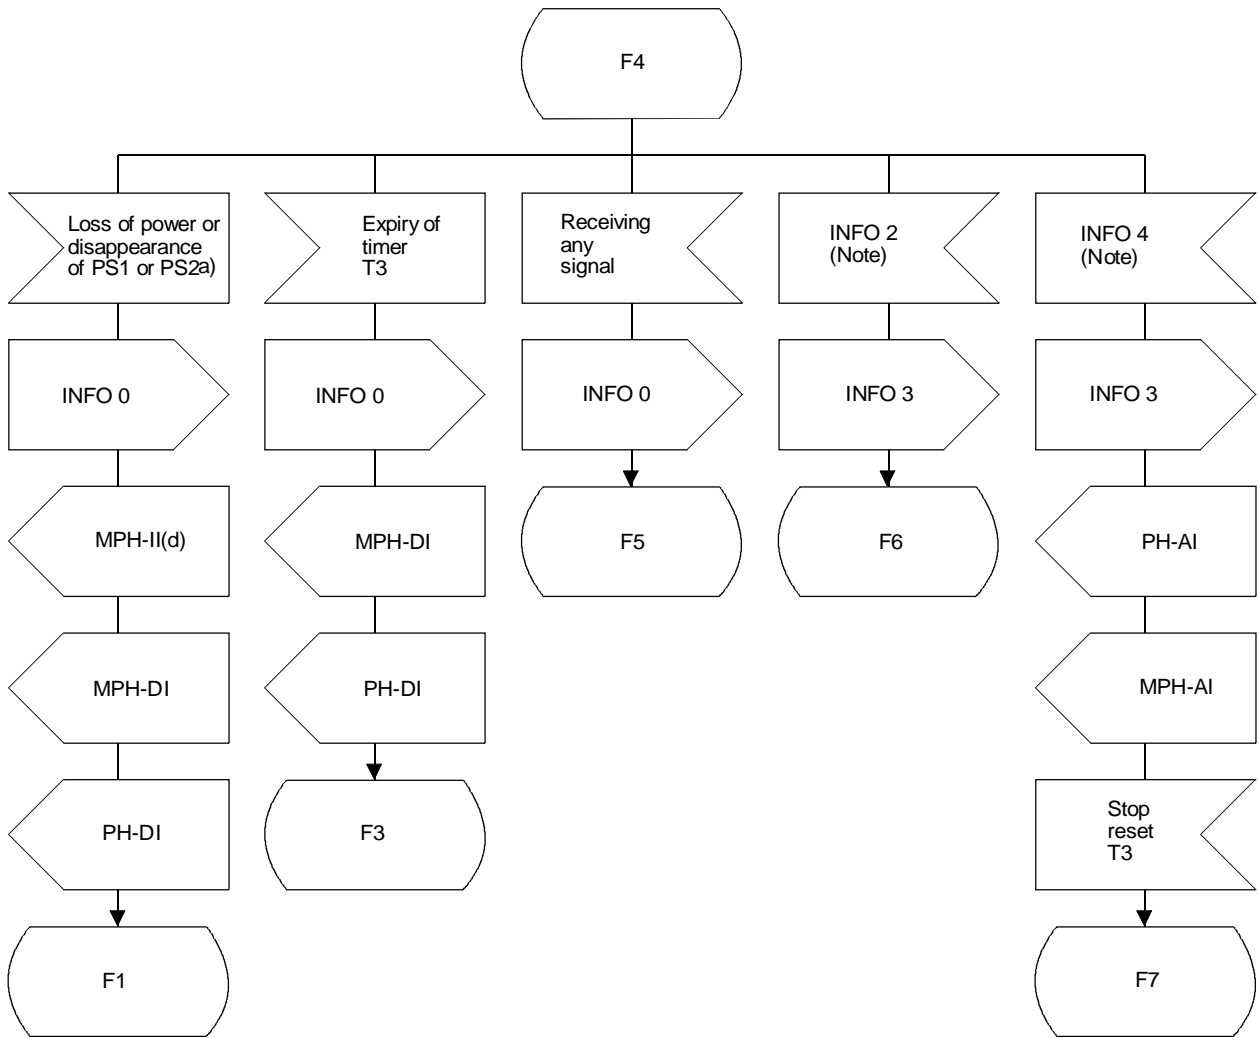 F4
Loss of power or
disappearance
of PS1 or PS2a)
Expiry of
timer
T3
Receiving
any
signal
INFO 2
(Note)
INFO 4
(Note)
INFO 0
INFO 0
INFO 0
INFO 3
INFO 3
MPH-II(d)
MPH-DI
F5
F6
PH-AI
MPH-DI
PH-DI
MPH-AI
PH-DI
F3
Stop
reset
T3
F1
F7